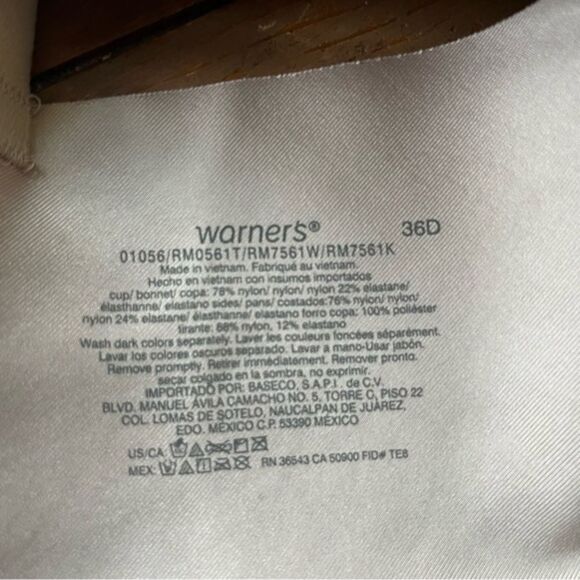 warner's® 36D
01056/RM0561T/RM7561W/RM7561K
Made in vietnam. Fabriqué au vietnam.
Hecho en vietnam con insumos importados
cup/ bonnet/ copa: 78% nylon/ nylon/ nylon 22% elastane/
élasthanne/ elastano sides/ pans/ costados:76% nylon/ nylon/
nylon 24% elastane/ élasthanne/ elastano forro copa: 100% poliéster
tirante: 88% nylon, 12% elastano
Wash dark colors separately. Laver les couleurs foncées séparément.
Lavar los colores oscuros separado. Lavar a mano-Usar jabón.
Remove promptly. Retirer immédiatement. Remover pronto.
secar colgado en la sombra, no exprimir.
IMPORTADO POR: BASECO, S.A.P.I. de C.V.
BLVD. MANUEL ÁVILA CAMACHO NO. 5, TORRE C, PISO 22
COL. LOMAS DE SOTELO, NAUCALPAN DE JUÁREZ,
EDO. MÉXICO C.P. 53390 MÉXICO
US/CA:
MEX: RN 36543 CA 50900 FID# TE8